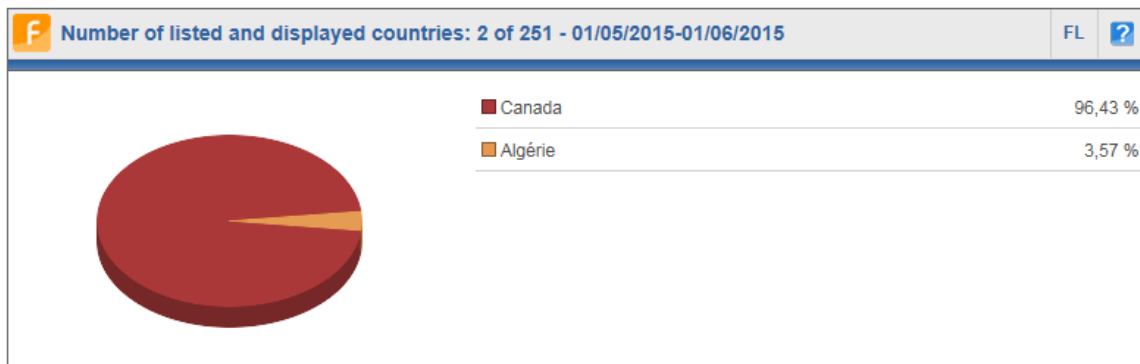 Number of listed and displayed countries: 2 of 251 - 01/05/2015-01/06/2015 FL ?
Canada 96,43 %
Algérie 3,57 %